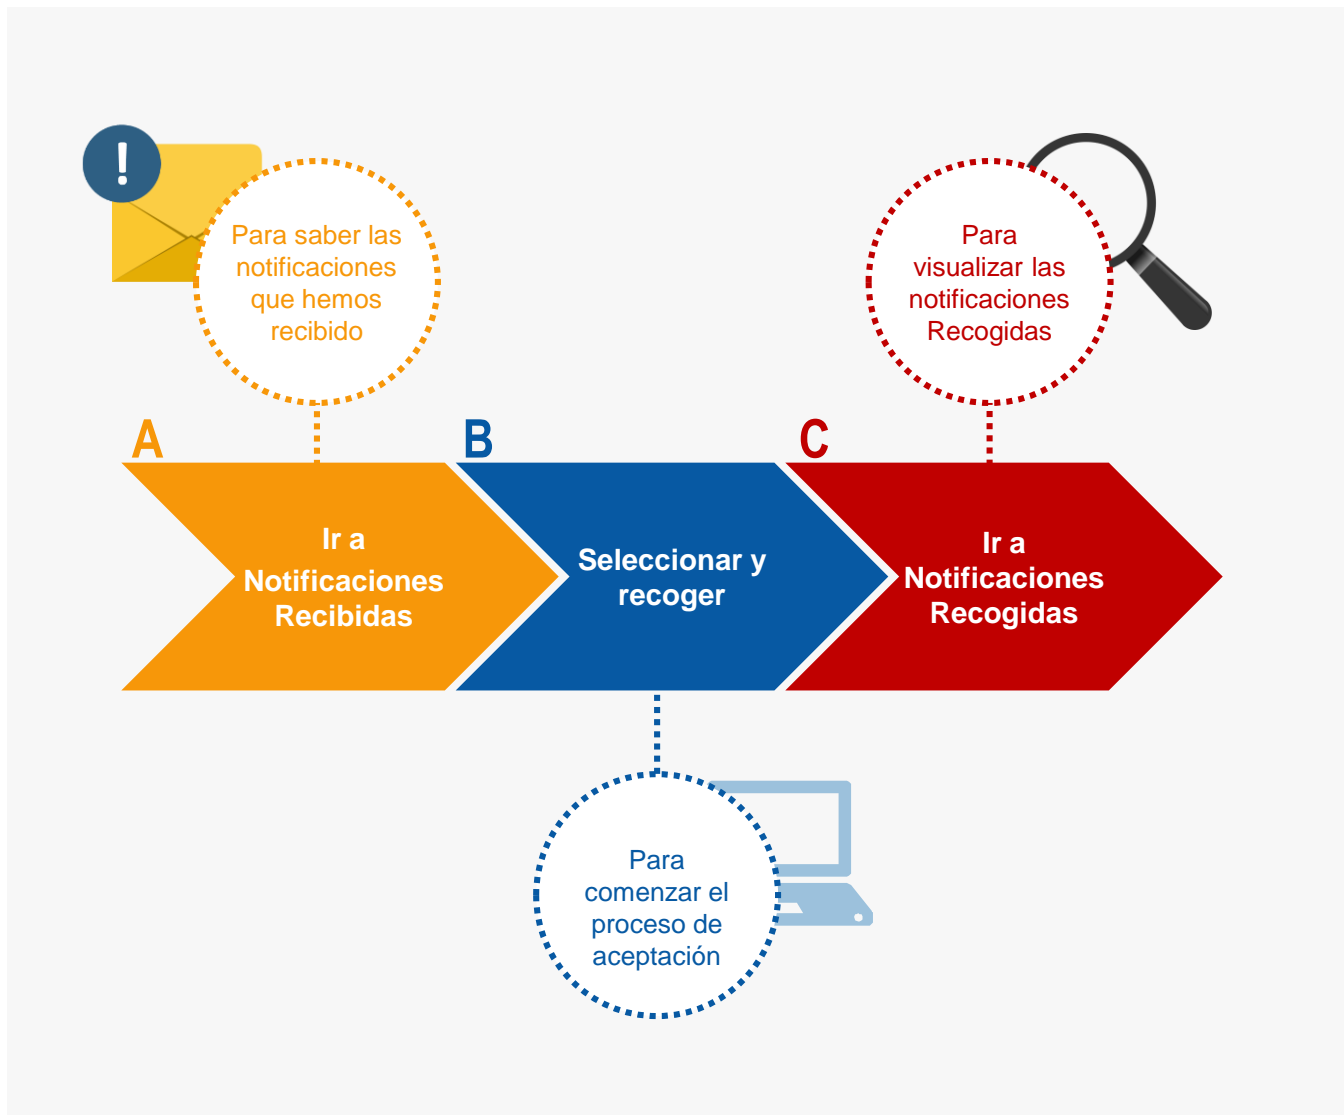 !
Para saber las
notificaciones
que hemos
recibido
Para
visualizar las
notificaciones
Recogidas
A
B
C
Ir a
Notificaciones
Recibidas
Seleccionar y
recoger
Ir a
Notificaciones
Recogidas
Para
comenzar el
proceso de
aceptación